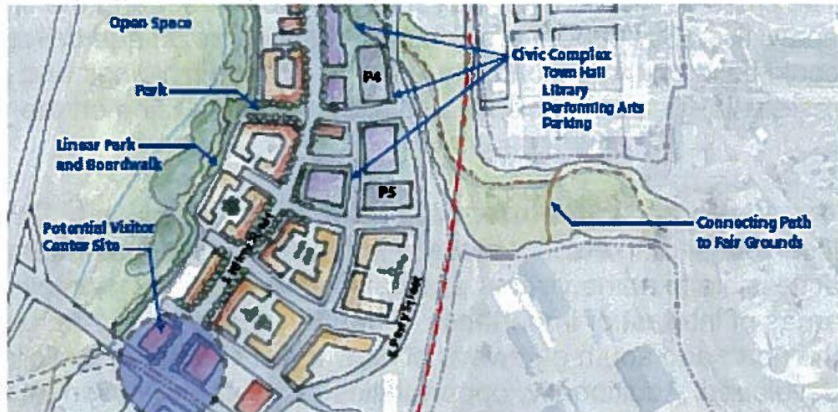 Open Space
Park
Linear Park
and Boardwalk
Potential Visitor
Center Site
P4
P5
Civic Complex
Town Hall
Library
Performing Arts
Parking
Connecting Path
to Fair Grounds